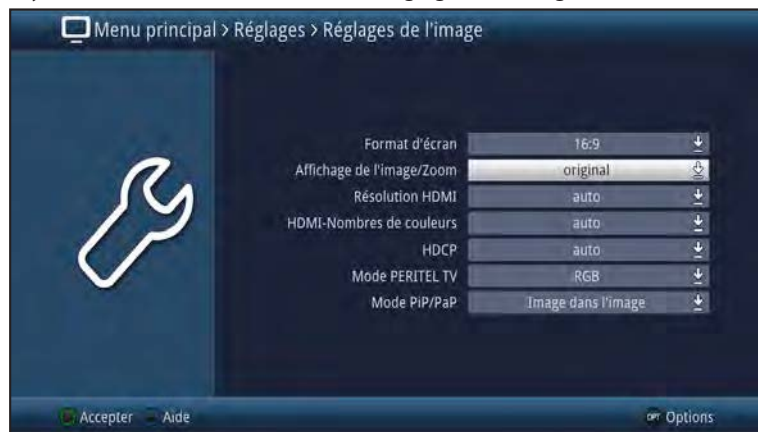 Menu principal > Réglages > Réglages de l'image
Format d'écran 16:9
Affichage de l'image/Zoom original
Résolution HDMI auto
HDMI-Nombres de couleurs auto
HDCP auto
Mode PERITEL TV RGB
Mode PiP/PaP Image dans l'image
Accepter Aide OPT Options